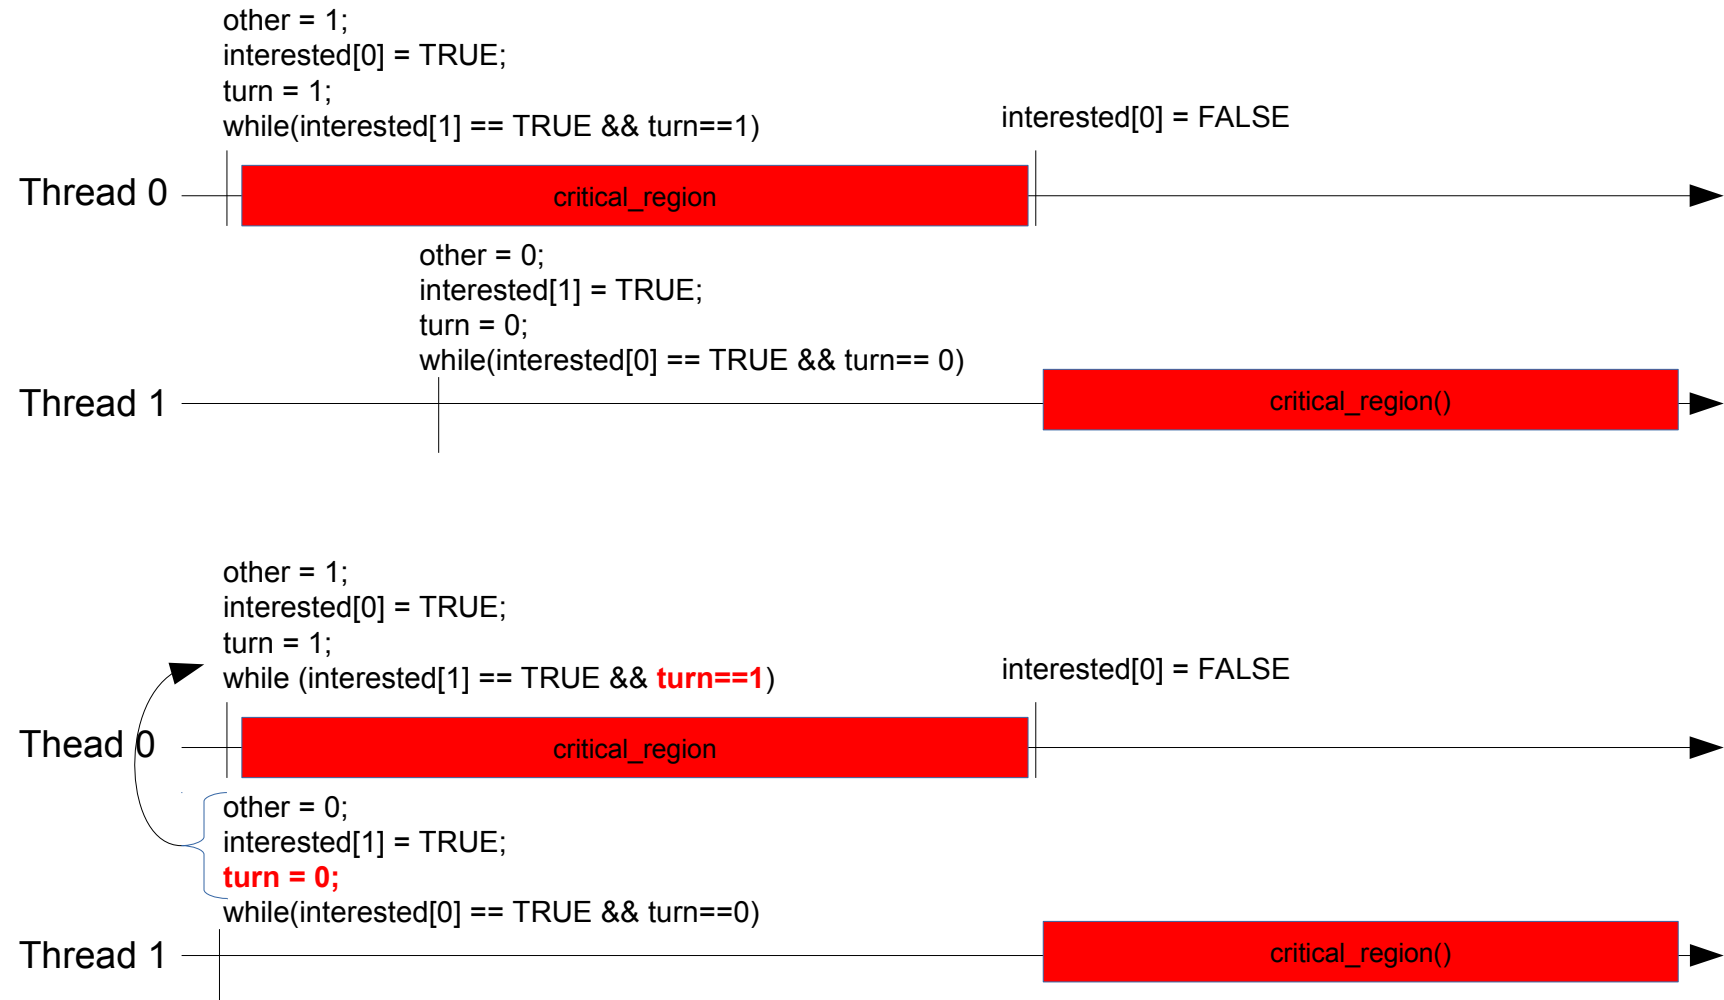 other = 1;
interested[0] = TRUE;
turn = 1;
while(interested[1] == TRUE && turn==1)
interested[0] = FALSE
Thread 0
critical_region
other = 0;
interested[1] = TRUE;
turn = 0;
while(interested[0] == TRUE && turn== 0)
Thread 1
critical_region()
other = 1;
interested[0] = TRUE;
turn = 1;
while (interested[1] == TRUE && turn==1)
interested[0] = FALSE
Thead 0
critical_region
other = 0;
interested[1] = TRUE;
turn = 0;
while(interested[0] == TRUE && turn==0)
Thread 1
critical_region()